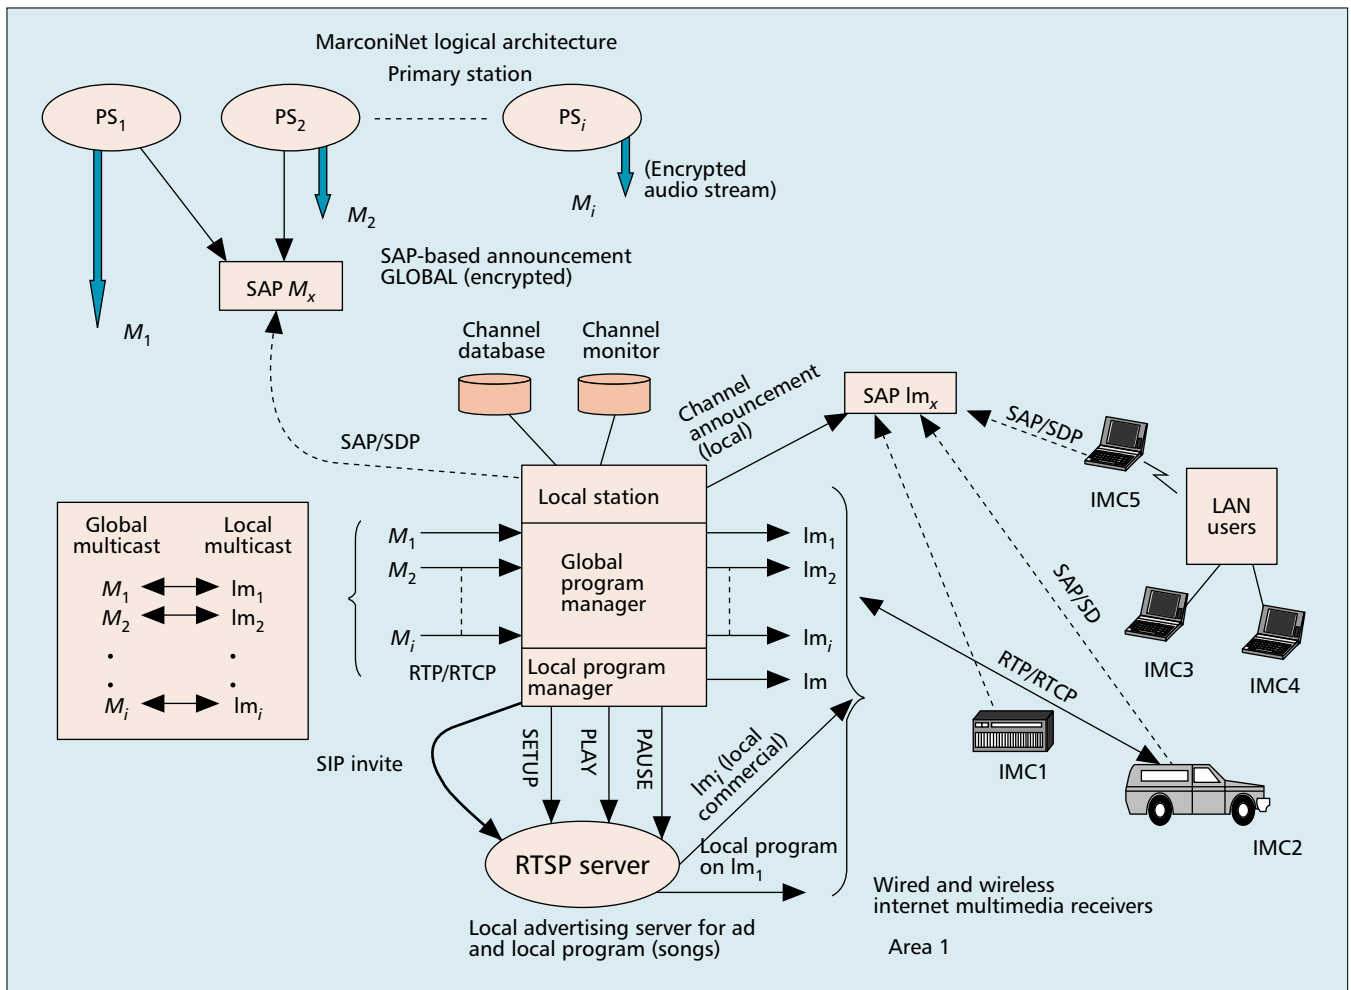 MarconiNet logical architecture
Primary station
PS1
PS2
PSi
(Encrypted
audio stream)
Mi
M2
SAP-based announcement
GLOBAL (encrypted)
SAP Mx
M1
Channel
database
Channel
monitor
Channel
announcement
(local)
SAP lmx
SAP/SDP
SAP/SDP
IMC5
LAN
users
Local station
Global
multicast
Local
multicast
M1
lm1
M2
lm2
.
.
.
.
Mi
lmi
M1
M2
Mi
RTP/RTCP
Global
program
manager
Local program
manager
lm1
lm2
lmi
lm
SAP/SD
RTP/RTCP
IMC3
IMC4
IMC1
IMC2
SIP invite
SETUP
PLAY
PAUSE
lmi (local
commercial)
RTSP server
Local program
on lm1
Wired and wireless
internet multimedia receivers
Local advertising server for ad
and local program (songs)
Area 1